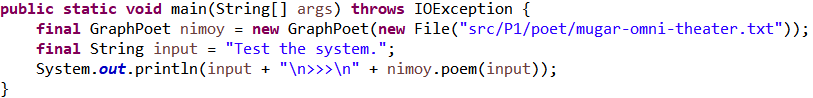 public static void main(String[] args) throws IOException {
    final GraphPoet nimoy = new GraphPoet(new File("src/P1/poet/mugar-omni-theater.txt"));
    final String input = "Test the system.";
    System.out.println(input + "\n>>>\n" + nimoy.poem(input));
}